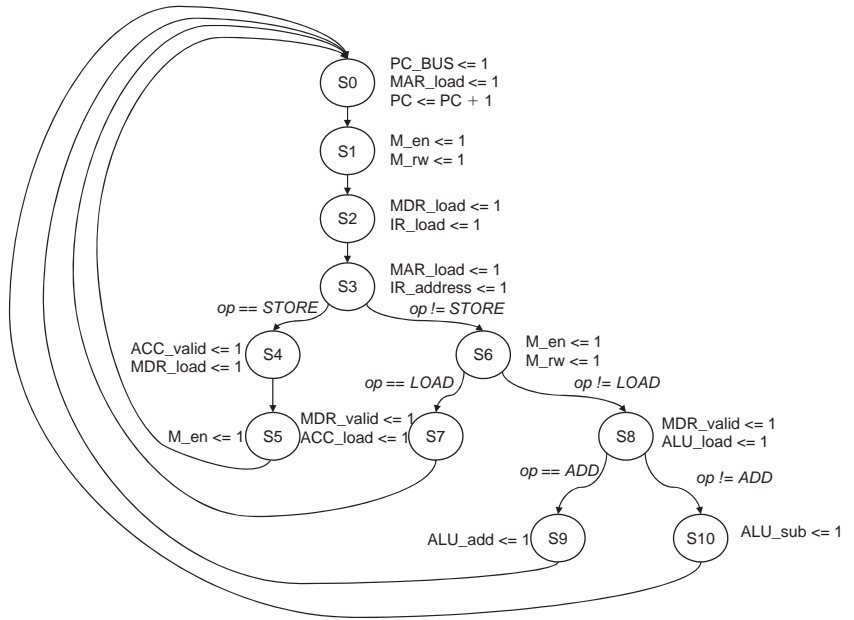 PC_BUS <= 1
S0 MAR_load <= 1
PC <= PC + 1
M_en <= 1
S1
M_rw <= 1
MDR_load <= 1
S2
IR_load <= 1
MAR_load <= 1
S3
IR_address <= 1
op == STORE op != STORE
ACC_valid <= 1
MDR_load <= 1
S4
S6
M_en <= 1
M_rw <= 1
op == LOAD op != LOAD
M_en <= 1 S5
MDR_valid <= 1
ACC_load <= 1
S7
S8
MDR_valid <= 1
ALU_load <= 1
op == ADD op != ADD
ALU_add <= 1 S9
S10 ALU_sub <= 1